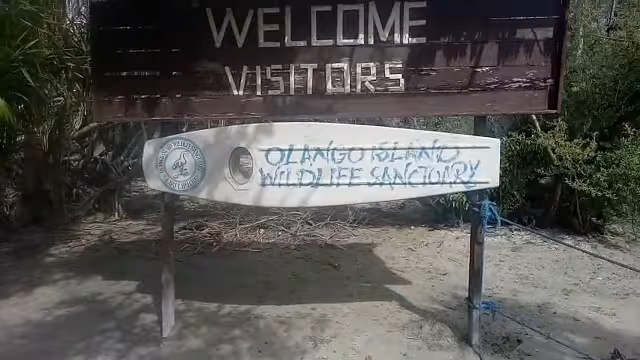 WELCOME
VISITORS
OLANGO ISLAND
WILDLIFE SANCTUARY